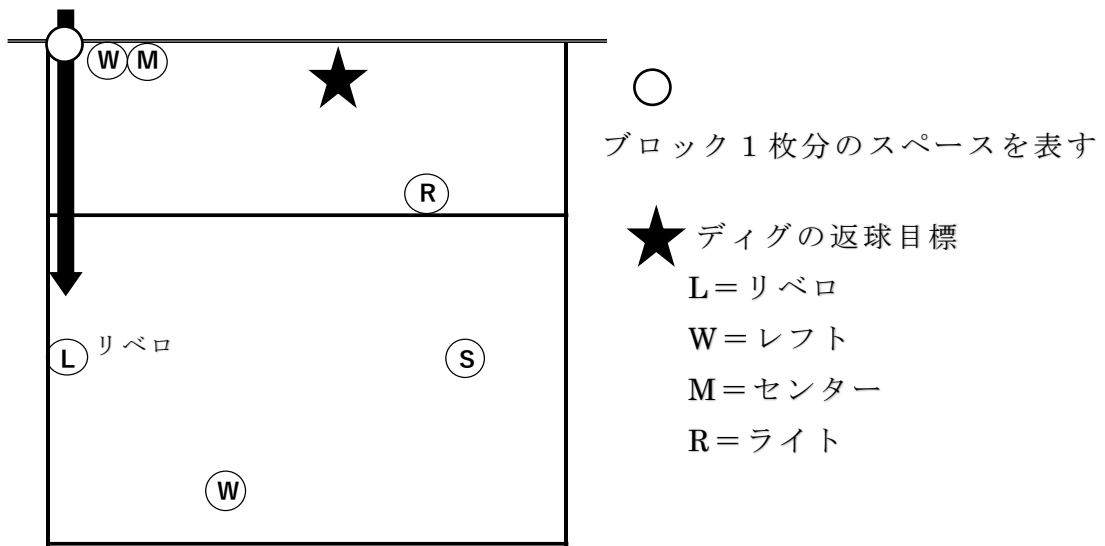 W M
R
L リベロ
S
W
ブロック１枚分のスペースを表す
ディグの返球目標
L＝リベロ
W＝レフト
M＝センター
R＝ライト